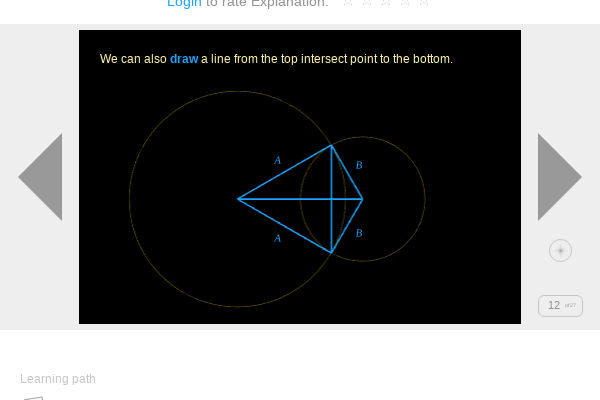 Login to rate Explanation:
We can also draw a line from the top intersect point to the bottom.
A
B
A
B
12 of 27
Learning path